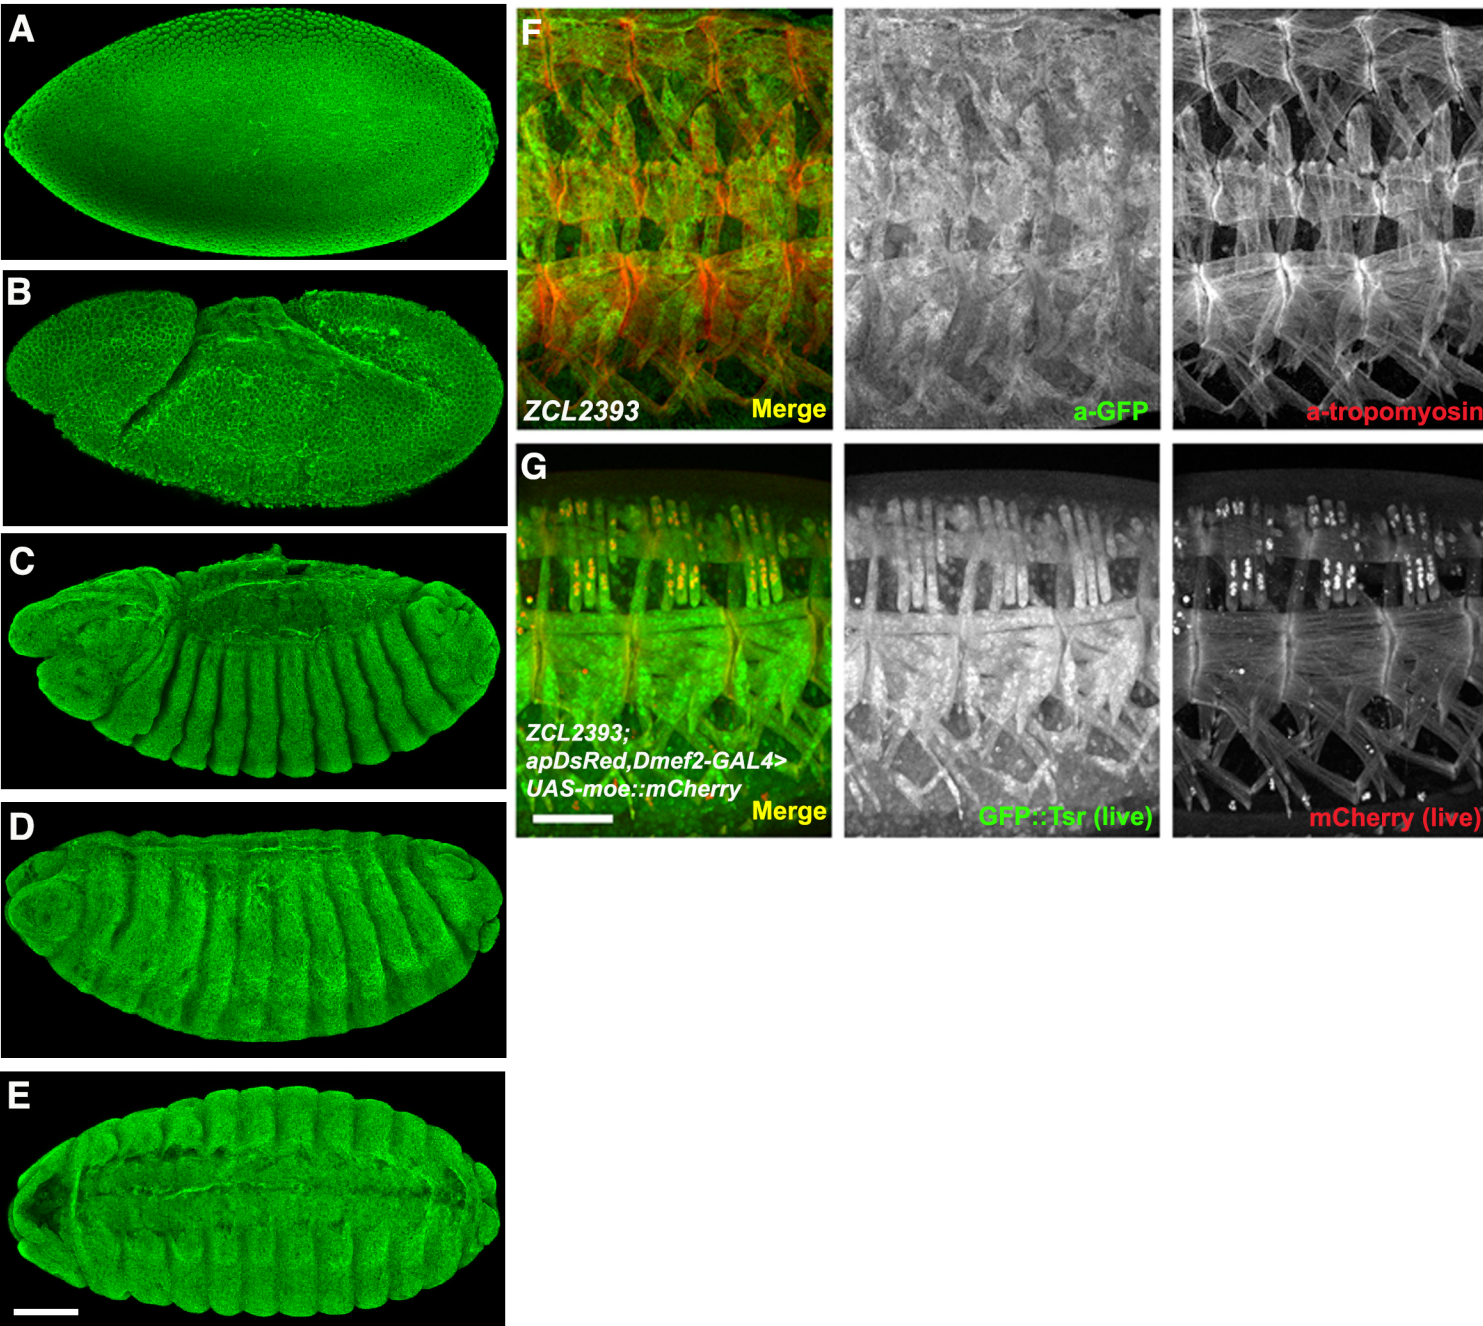 A
B
C
D
E
F
ZCL2393
Merge
a-GFP
a-tropomyosin
G
ZCL2393;
apDsRed,Dmef2-GAL4>
UAS-moe::mCherry
Merge
GFP::Tsr (live)
mCherry (live)